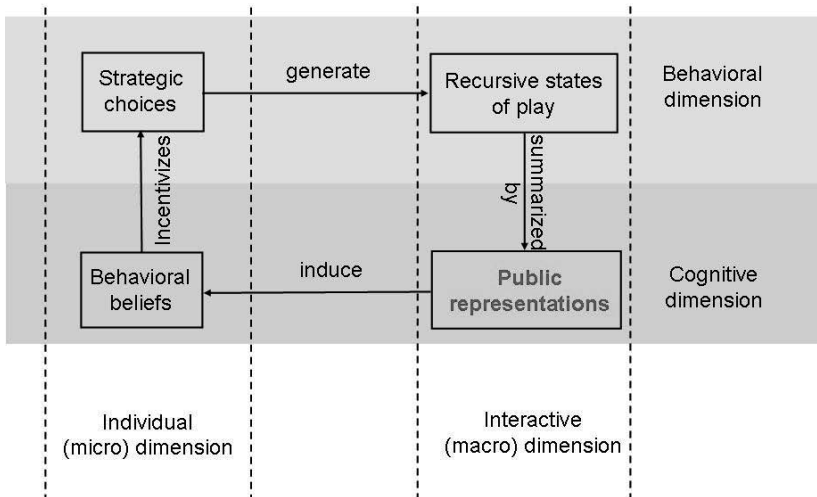 Strategic
choices
generate
Recursive states
of play
Behavioral
dimension
Incentivizes
summarized
by
Behavioral
beliefs
induce
Public
representations
Cognitive
dimension
Individual
(micro) dimension
Interactive
(macro) dimension